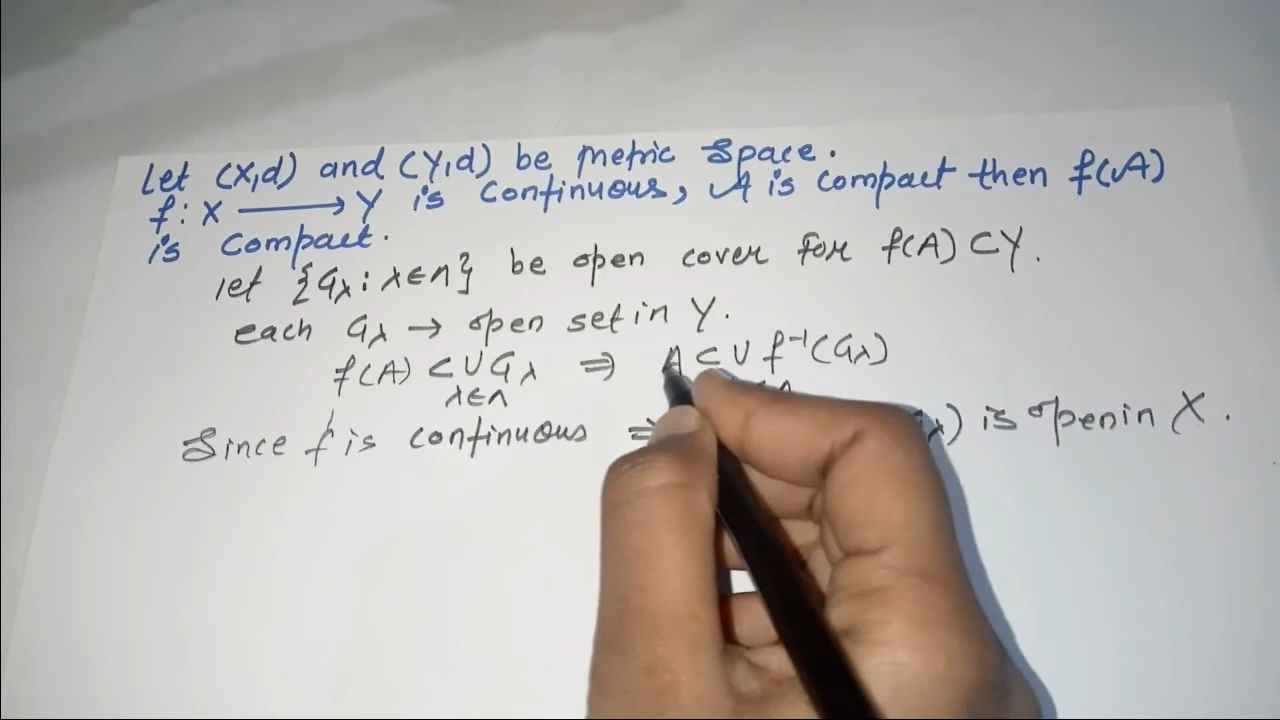 Let (X,d) and (Y,d) be metric space.
f : X ⟶ Y is continuous, A is compact then f(A)
is compact.
let {Gλ : λ∈Λ} be open cover for f(A) ⊂ Y.
each Gλ → open set in Y.
f(A) ⊂ ∪ Gλ ⇒ A ⊂ ∪ f⁻¹(Gλ)
λ∈Λ
Since f is continuous ⇒ λ) is open in X.